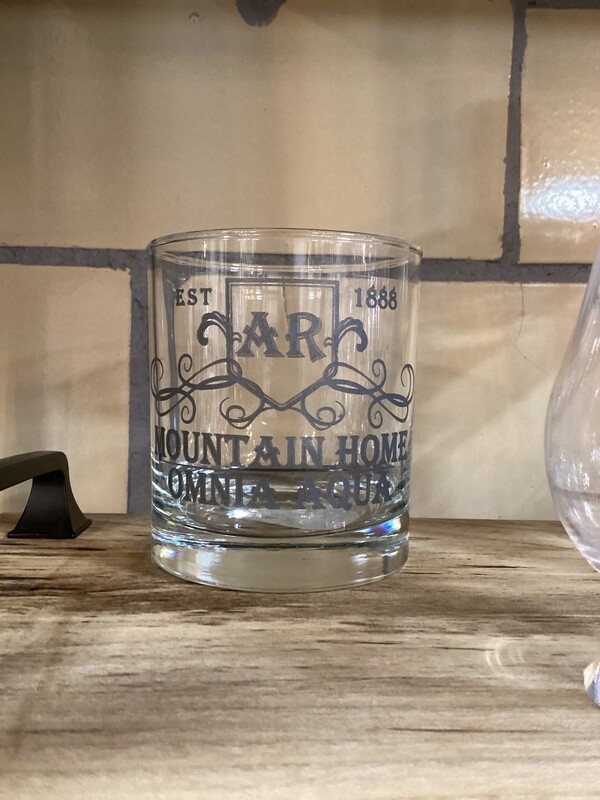 EST 1888
AR
MOUNTAIN HOME
OMNIA AQUA